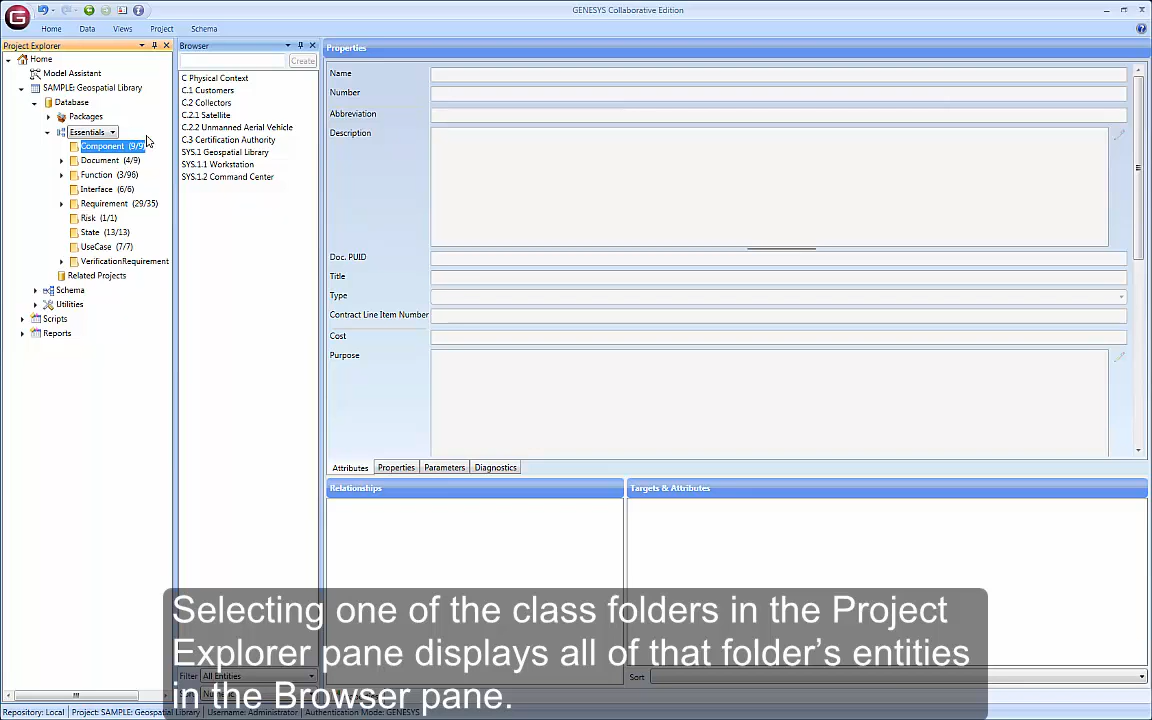 GENESYS Collaborative Edition
Home Data Views Project Schema
Project Explorer
Home
Model Assistant
SAMPLE: Geospatial Library
Database
Packages
Essentials
Component (9/9)
Document (4/9)
Function (3/96)
Interface (6/6)
Requirement (29/35)
Risk (1/1)
State (13/13)
UseCase (7/7)
VerificationRequirement
Related Projects
Schema
Utilities
Scripts
Reports
Browser
Create
C Physical Context
C.1 Customers
C.2 Collectors
C.2.1 Satellite
C.2.2 Unmanned Aerial Vehicle
C.3 Certification Authority
SYS.1 Geospatial Library
SYS.1.1 Workstation
SYS.1.2 Command Center
Filter All Entities
Properties
Name
Number
Abbreviation
Description
Doc. PUID
Title
Type
Contract Line Item Number
Cost
Purpose
Attributes Properties Parameters Diagnostics
Relationships
Targets & Attributes
Sort
Selecting one of the class folders in the Project
Explorer pane displays all of that folder's entities
in the Browser pane.
Repository: Local Project: SAMPLE: Geospatial Library Username: Administrator Authentication Mode: GENESYS